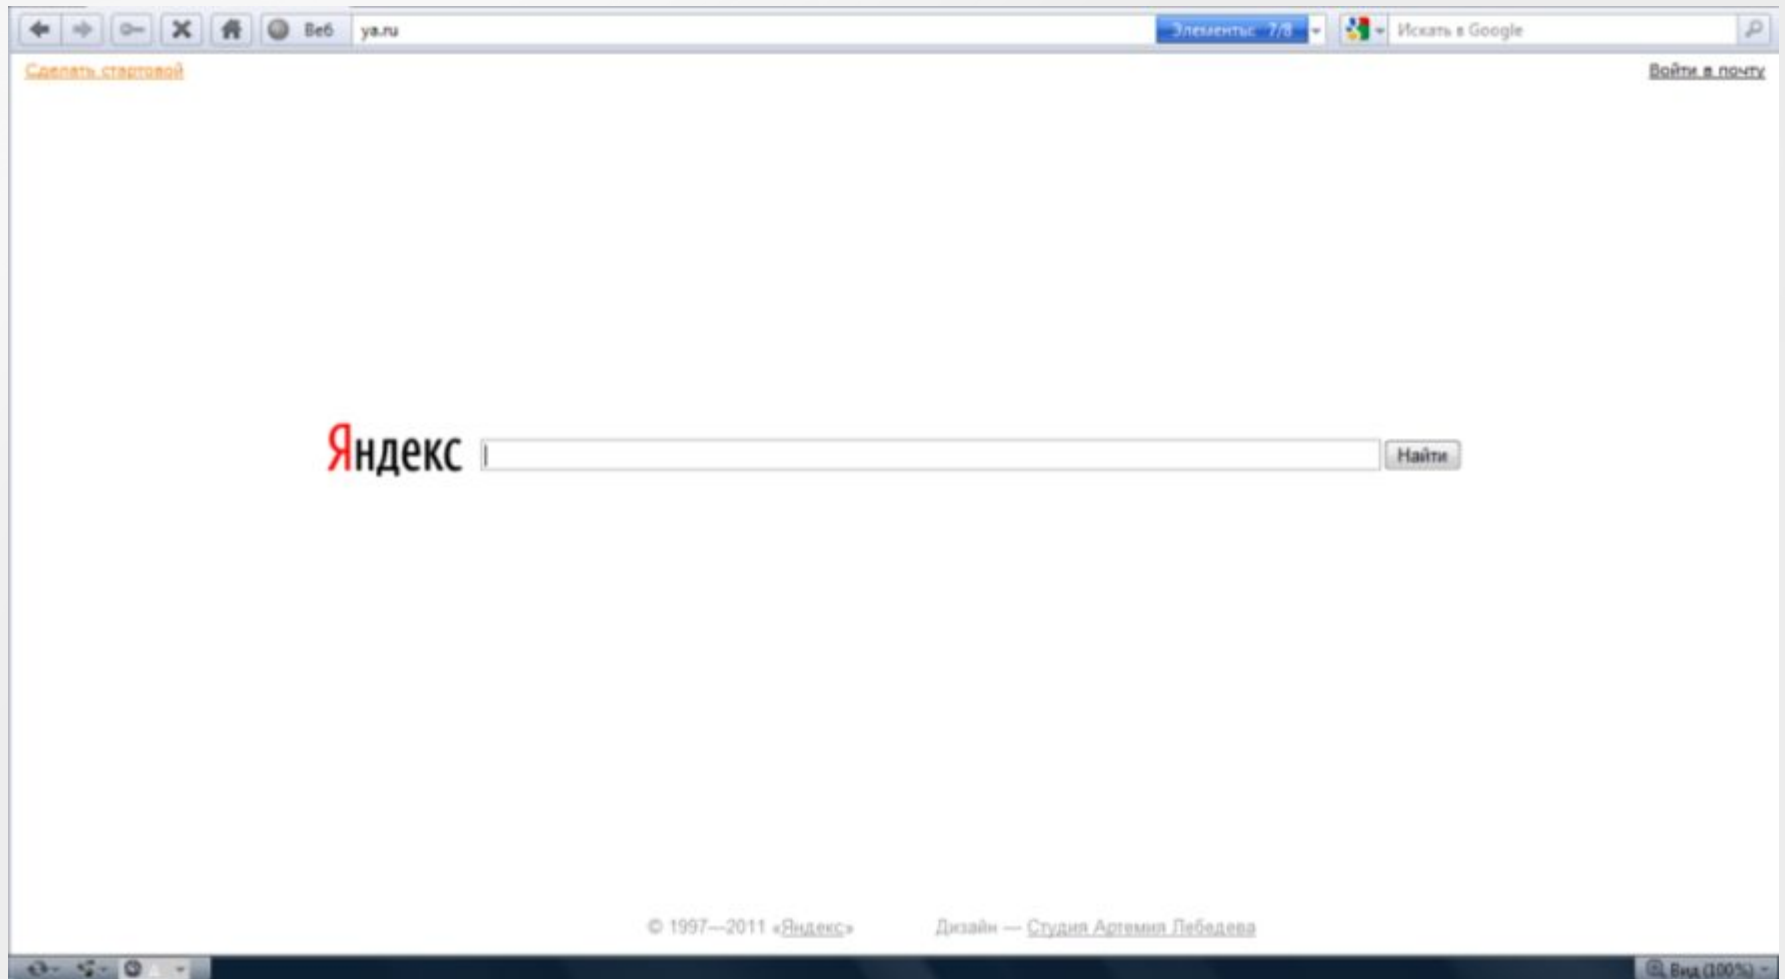 Веб ya.ru Элементы: 7/8 Искать в Google
Сделать стартовой Войти в почту
Яндекс Найти
© 1997—2011 «Яндекс» Дизайн — Студия Артемия Лебедева
Вид (100%)